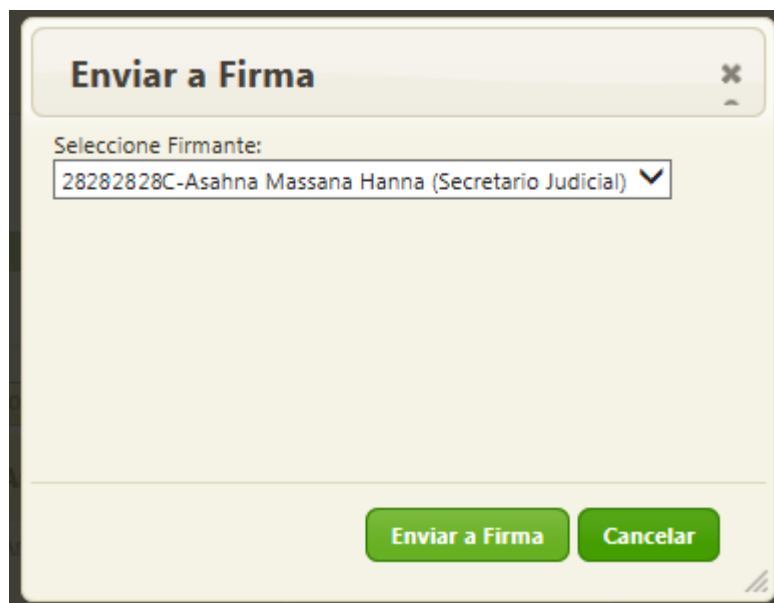 Enviar a Firma
Seleccione Firmante:
28282828C-Asahna Massana Hanna (Secretario Judicial)
Enviar a Firma
Cancelar